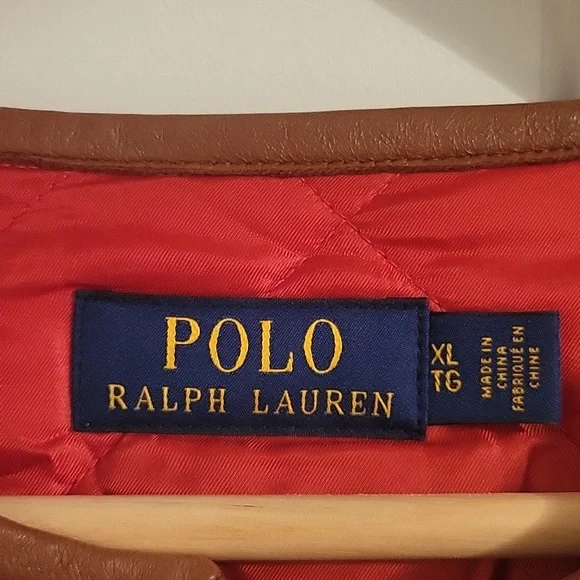 POLO
RALPH LAUREN
XL
TG
MADE IN
CHINA
FABRIQUÉ EN
CHINE